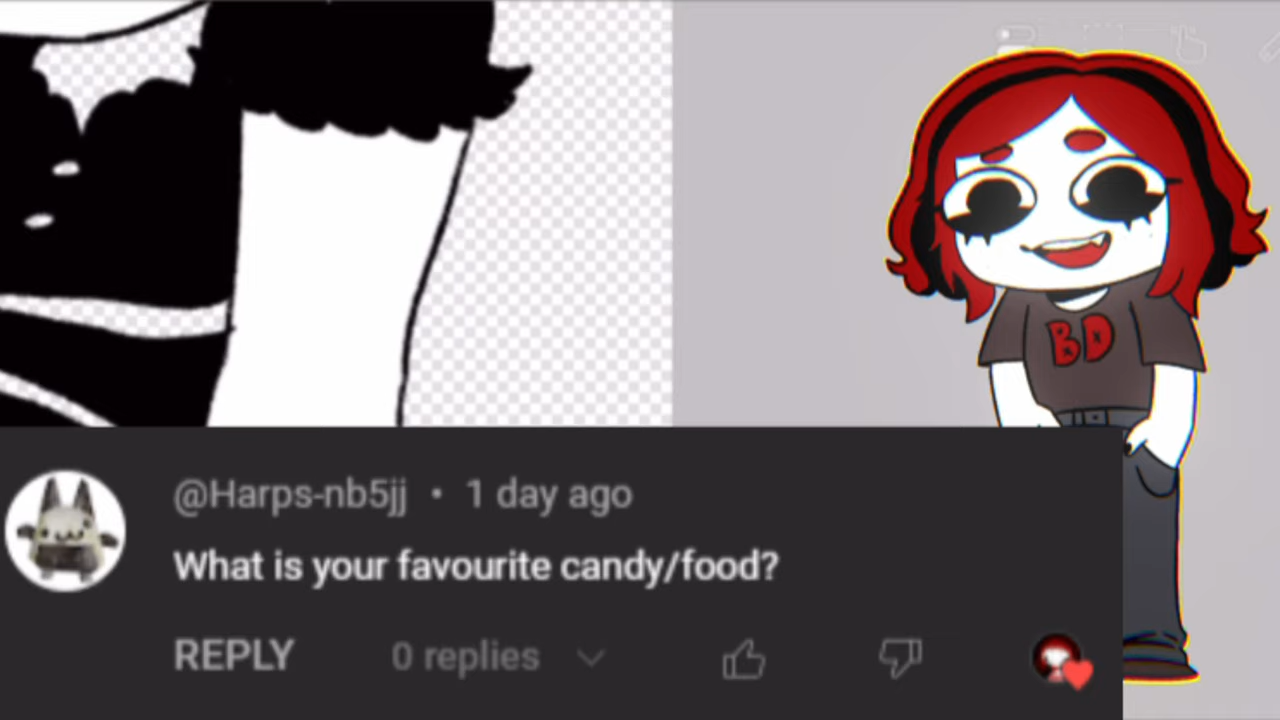 BD
@Harps-nb5jj • 1 day ago
What is your favourite candy/food?
REPLY 0 replies